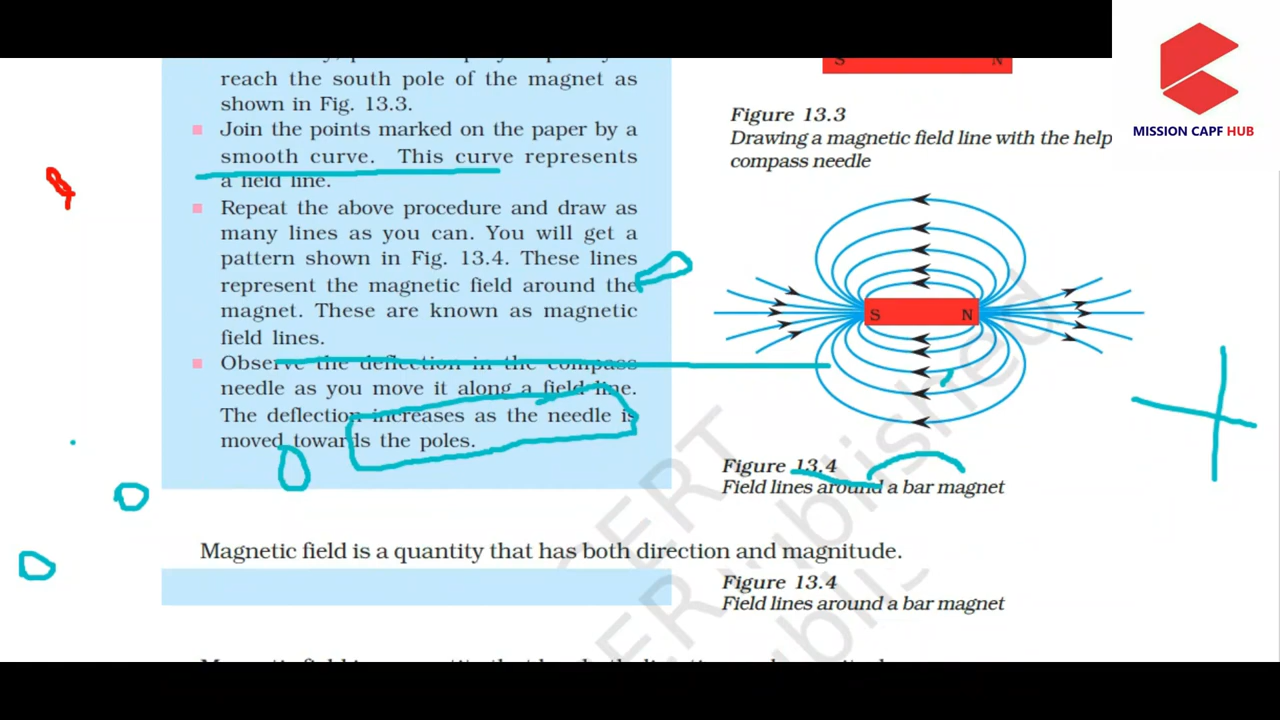 reach the south pole of the magnet as
shown in Fig. 13.3.
Join the points marked on the paper by a
smooth curve. This curve represents
a field line.
Repeat the above procedure and draw as
many lines as you can. You will get a
pattern shown in Fig. 13.4. These lines
represent the magnetic field around the
magnet. These are known as magnetic
field lines.
Observe the deflection in the compass
needle as you move it along a field line.
The deflection increases as the needle is
moved towards the poles.
S N
Figure 13.3
Drawing a magnetic field line with the help
compass needle
S N
Figure 13.4
Field lines around a bar magnet
Magnetic field is a quantity that has both direction and magnitude.
Figure 13.4
Field lines around a bar magnet
MISSION CAPF HUB